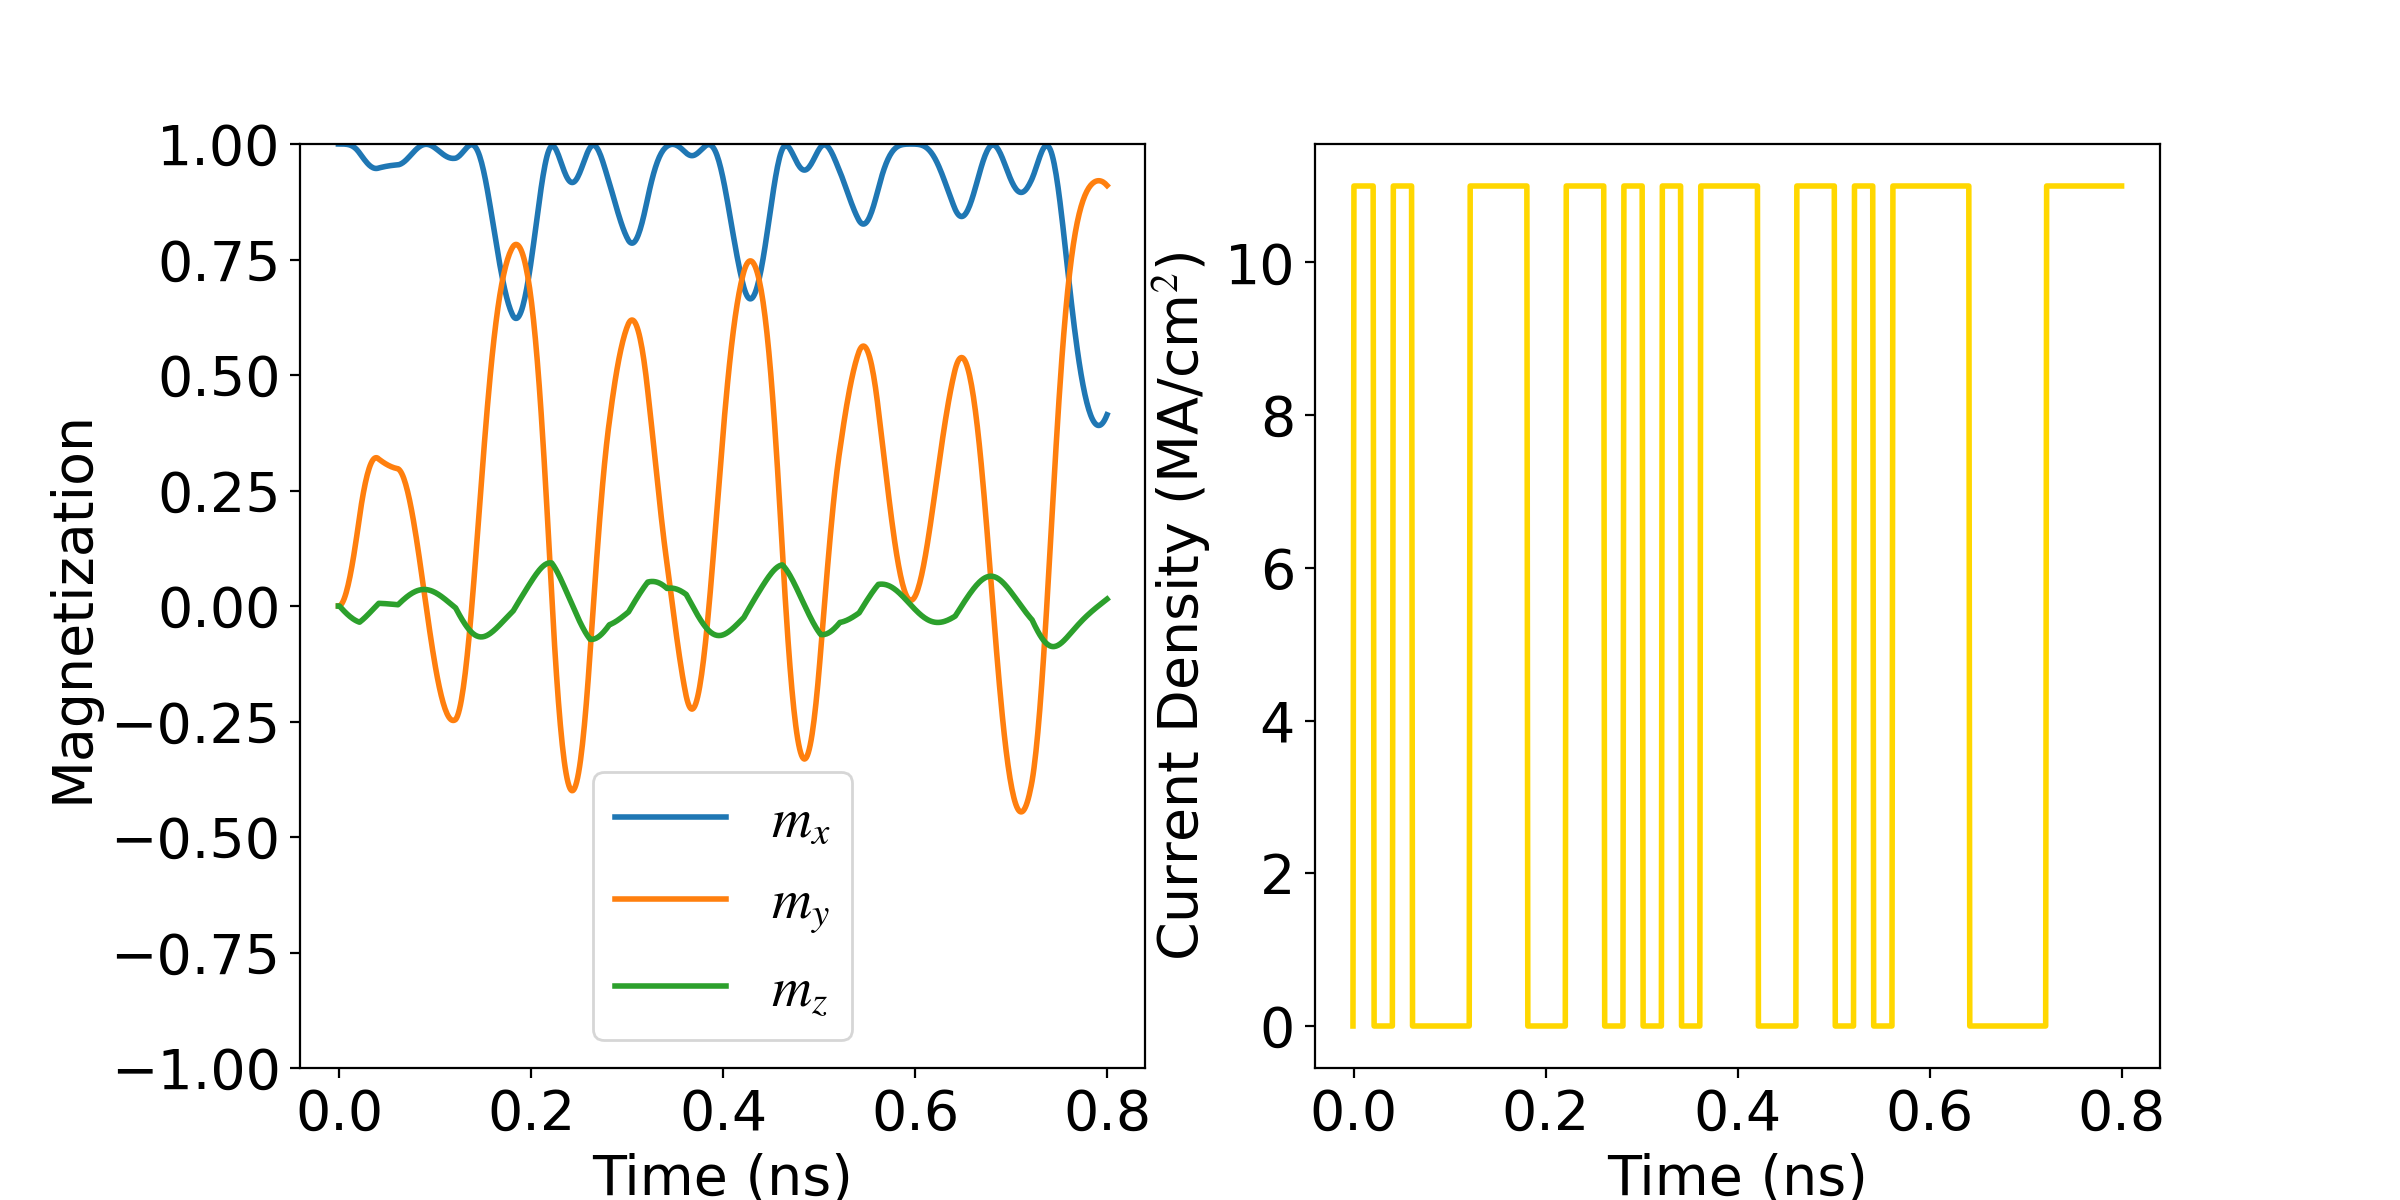 1.00
0.75
0.50
0.25
0.00
−0.25
−0.50
−0.75
−1.00
Magnetization
0.0 0.2 0.4 0.6 0.8
Time (ns)
m_x
m_y
m_z
10
8
6
4
2
0
Current Density (MA/cm²)
0.0 0.2 0.4 0.6 0.8
Time (ns)